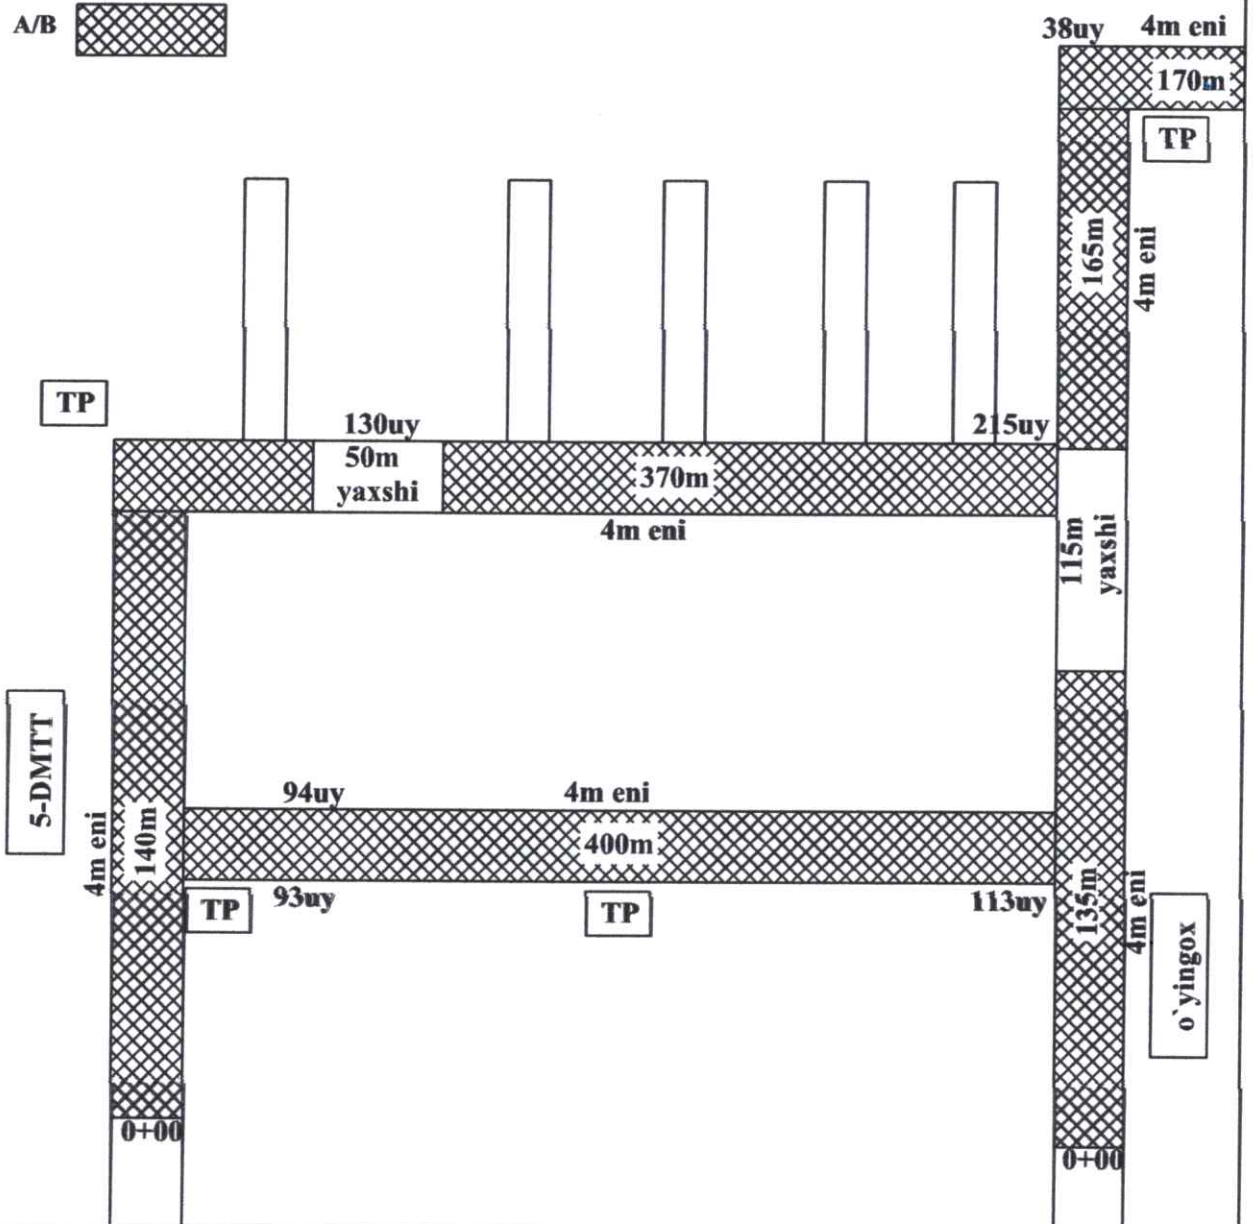 A/B
38uy
4m eni
170m
TP
165m
4m eni
TP
130uy
215uy
50m
yaxshi
370m
4m eni
115m
yaxshi
5-DMTT
4m eni
140m
94uy
4m eni
400m
TP
93uy
TP
113uy
135m
4m eni
o`yingox
0+00
0+00